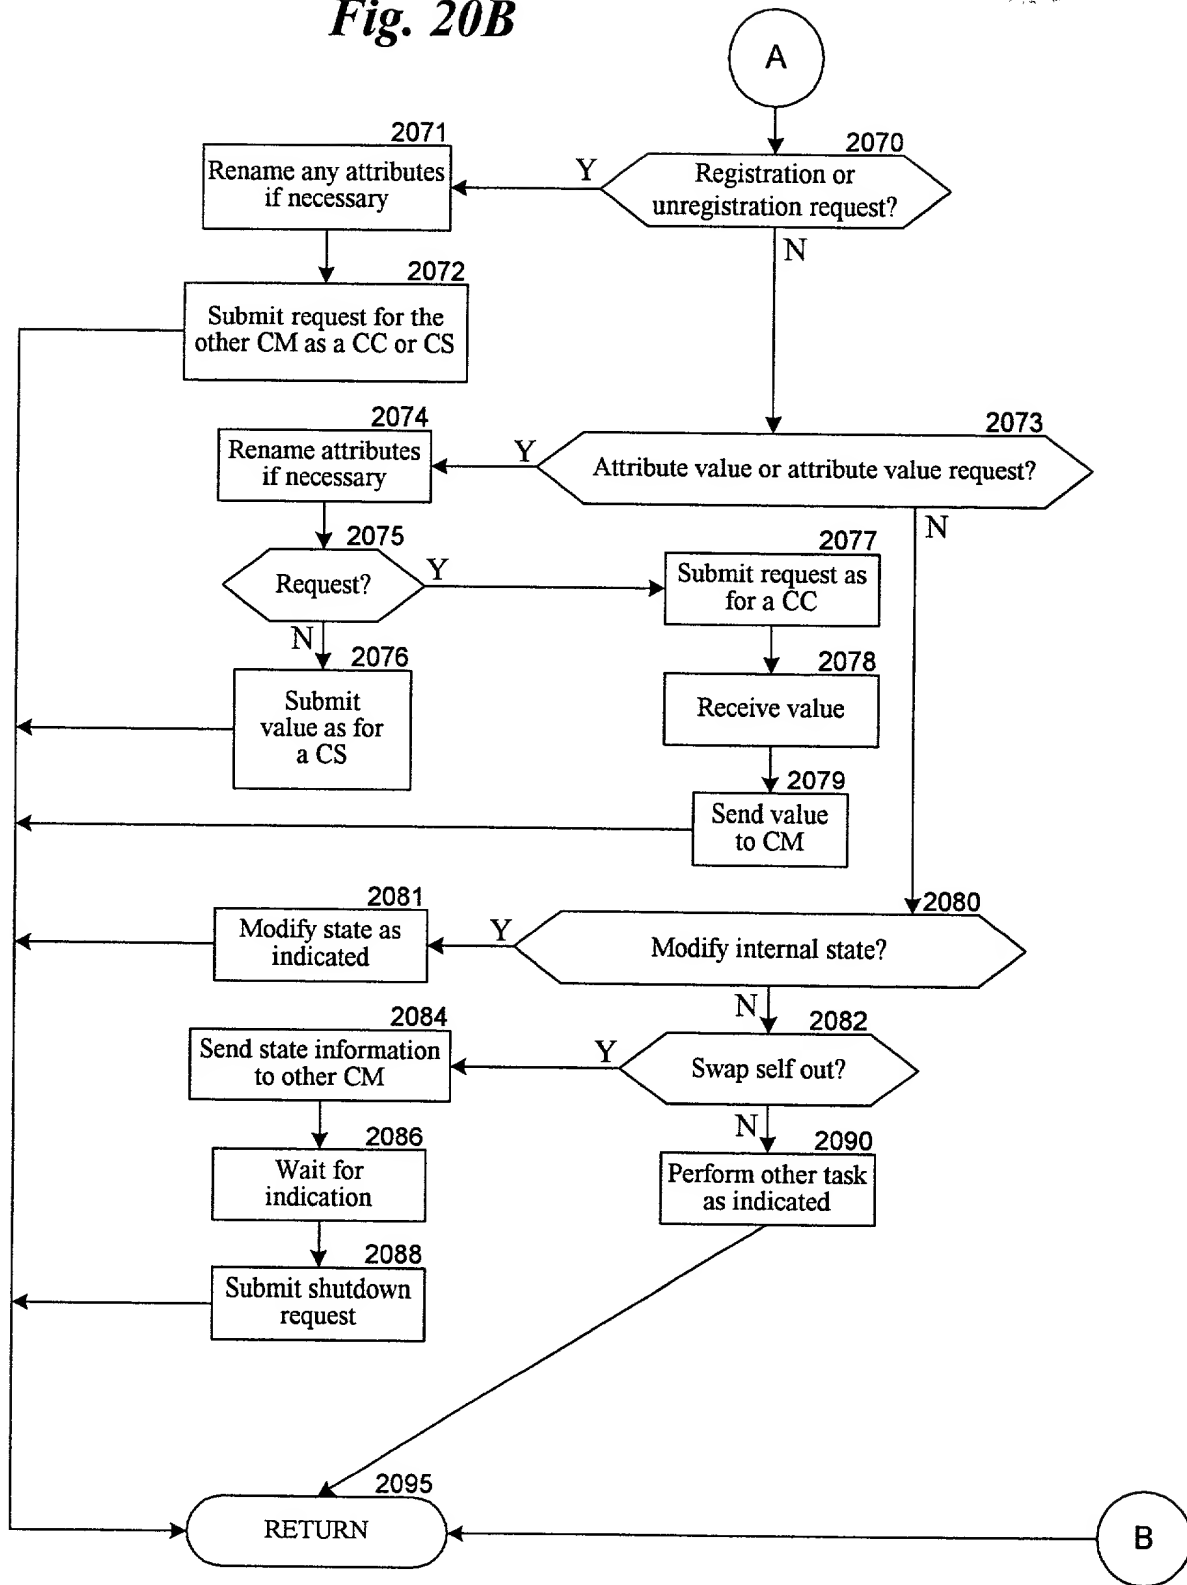 Fig. 20B
A
2070
Registration or
unregistration request?
Y
N
2071
Rename any attributes
if necessary
2072
Submit request for the
other CM as a CC or CS
2073
Attribute value or attribute value request?
Y
N
2074
Rename attributes
if necessary
2075
Request?
Y
N
2076
Submit
value as for
a CS
2077
Submit request as
for a CC
2078
Receive value
2079
Send value
to CM
2080
Modify internal state?
Y
N
2081
Modify state as
indicated
2082
Swap self out?
Y
N
2084
Send state information
to other CM
2086
Wait for
indication
2088
Submit shutdown
request
2090
Perform other task
as indicated
2095
RETURN
B